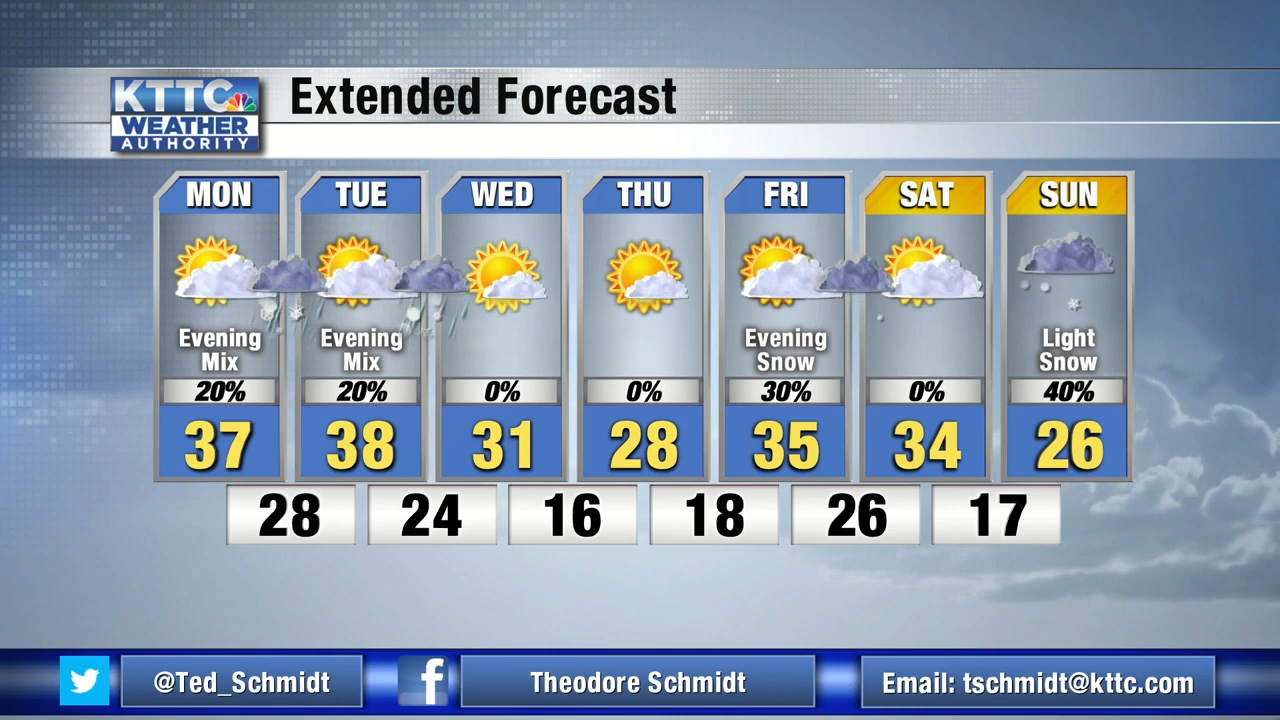 KTTC
WEATHER
AUTHORITY
Extended Forecast
MON TUE WED THU FRI SAT SUN
Evening Mix
Evening Mix
Evening Snow
Light Snow
20% 20% 0% 0% 30% 0% 40%
37 38 31 28 35 34 26
28 24 16 18 26 17
@Ted_Schmidt
Theodore Schmidt
Email: tschmidt@kttc.com